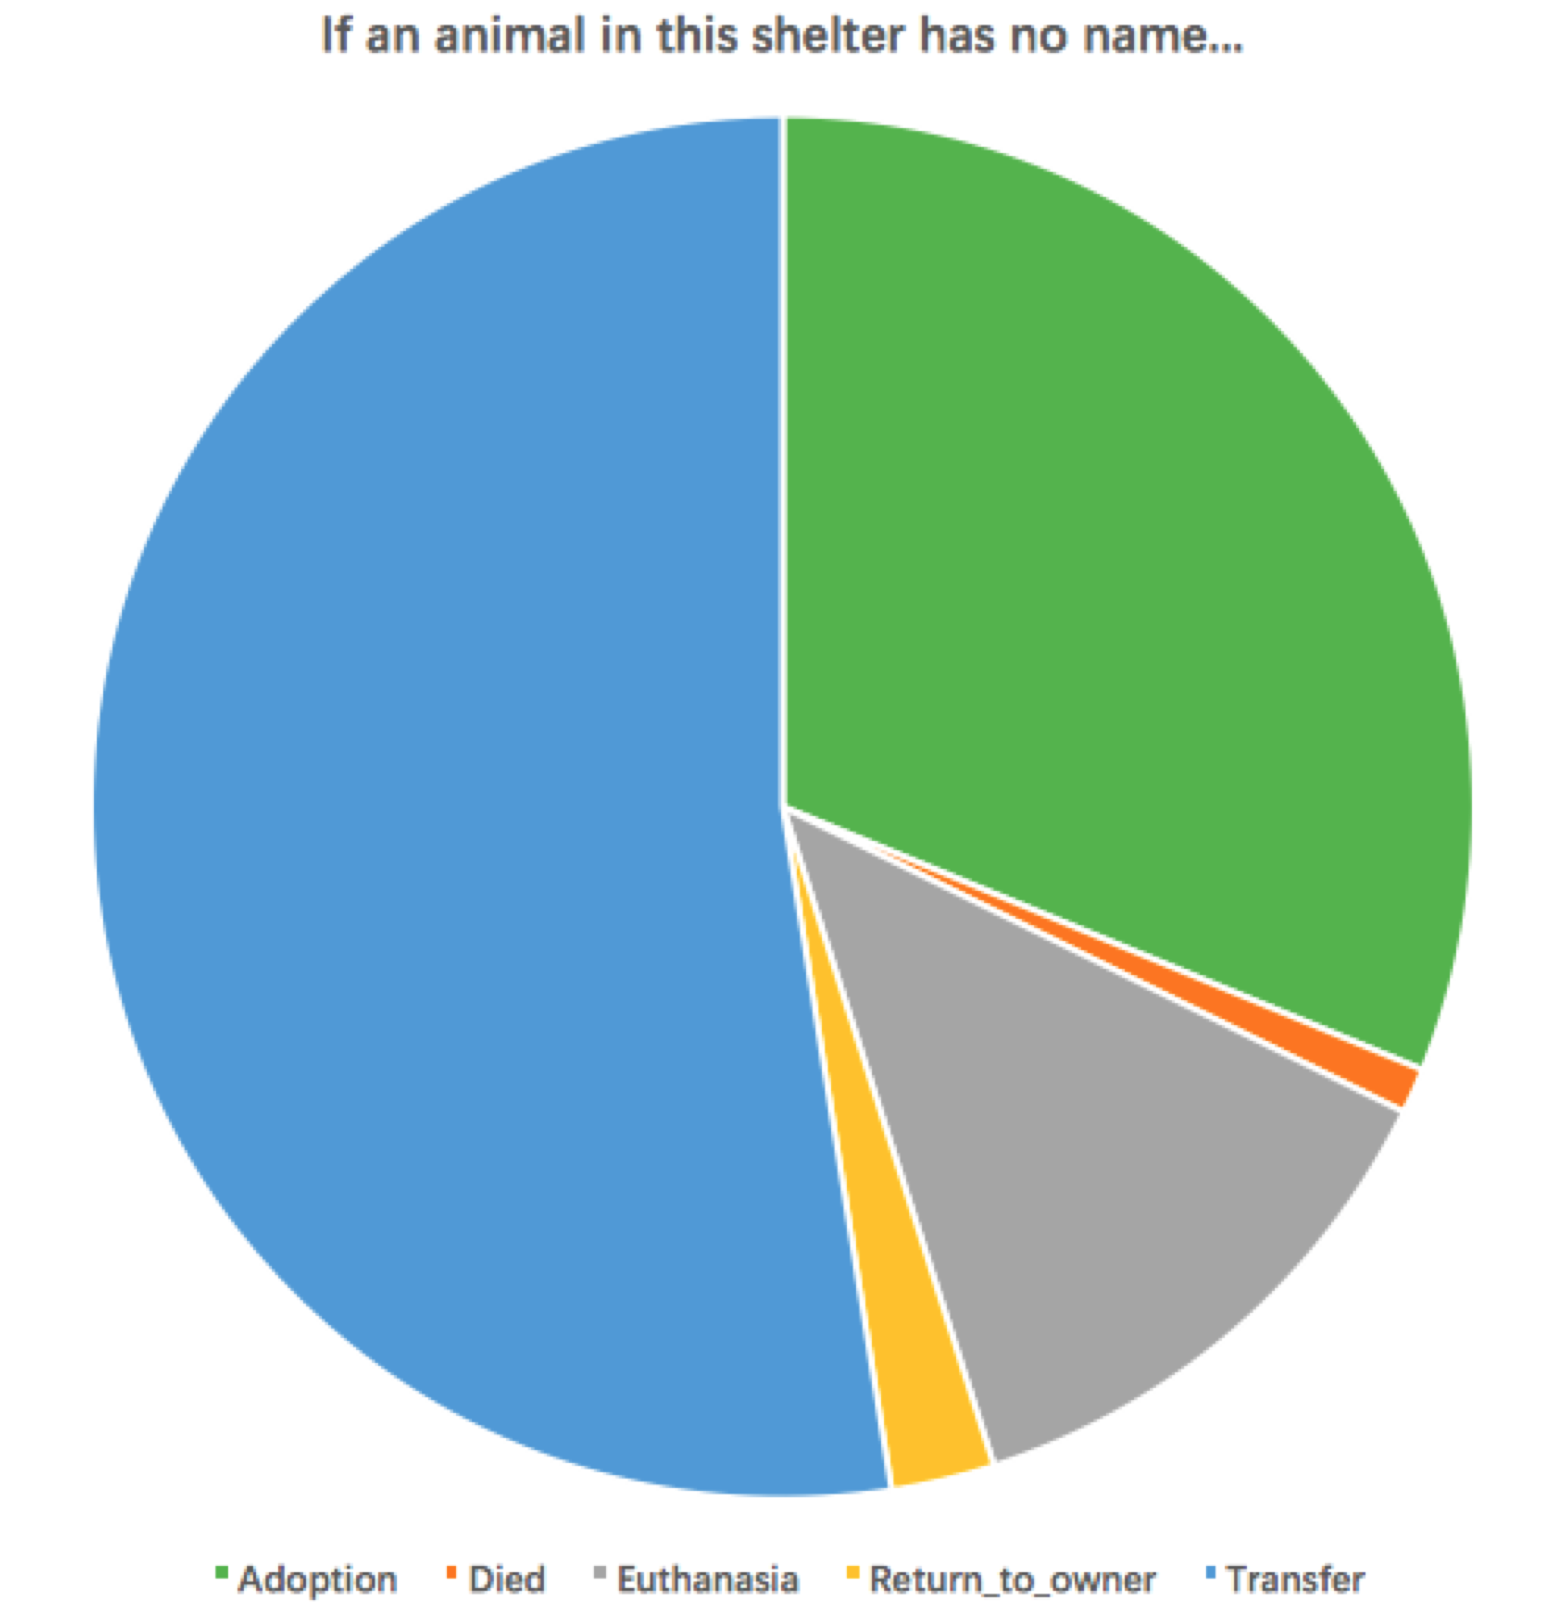 If an animal in this shelter has no name...
Adoption Died Euthanasia Return_to_owner Transfer